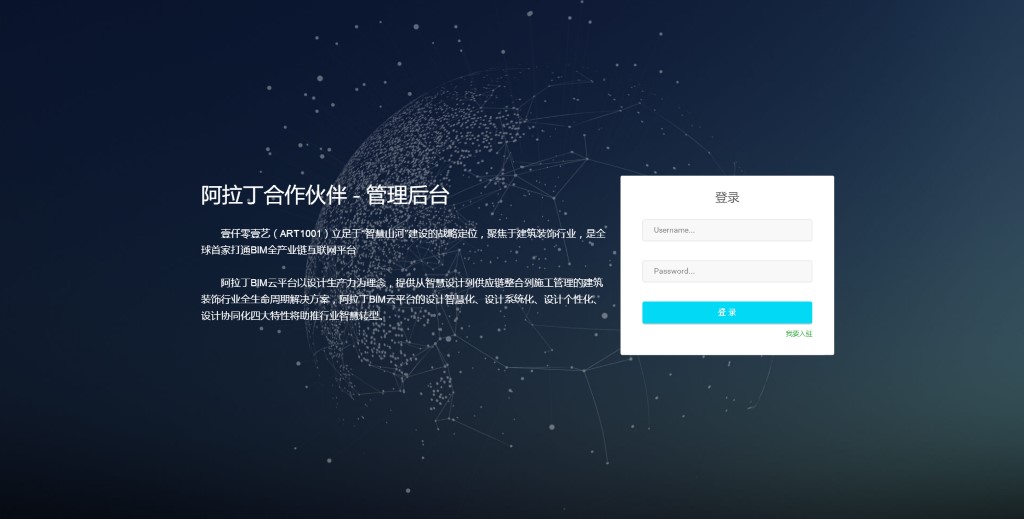 阿拉丁合作伙伴 - 管理后台
壹仟零壹艺（ART1001）立足于“智慧山河”建设的战略定位，聚焦于建筑装饰行业，是全
球首家打通BIM全产业链互联网平台
阿拉丁BIM云平台以设计生产力为理念，提供从智慧设计到供应链整合到施工管理的建筑
装饰行业全生命周期解决方案，阿拉丁BIM云平台的设计智慧化、设计系统化、设计个性化、
设计协同化四大特性将助推行业智慧转型。
登录
Username...
Password...
登 录
我要入驻